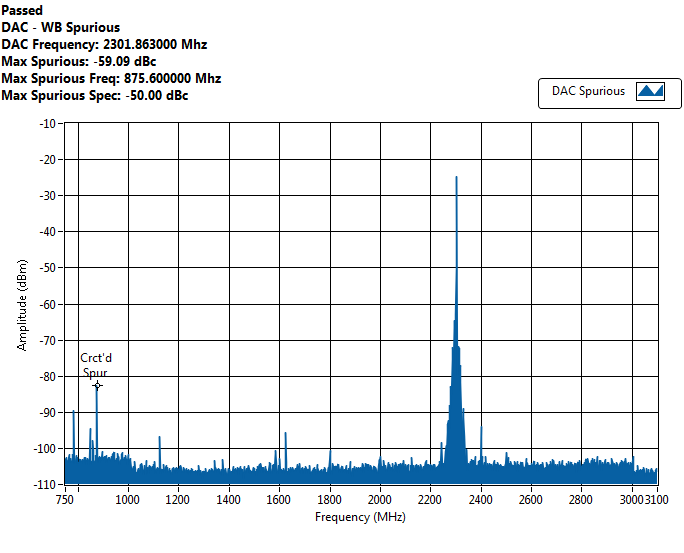 Passed
DAC - WB Spurious
DAC Frequency: 2301.863000 Mhz
Max Spurious: -59.09 dBc
Max Spurious Freq: 875.600000 Mhz
Max Spurious Spec: -50.00 dBc
DAC Spurious
-10
-20
-30
-40
-50
-60
-70
-80
-90
-100
-110
Amplitude (dBm)
Crct'd
Spur
750 1000 1200 1400 1600 1800 2000 2200 2400 2600 2800 3000 3100
Frequency (MHz)